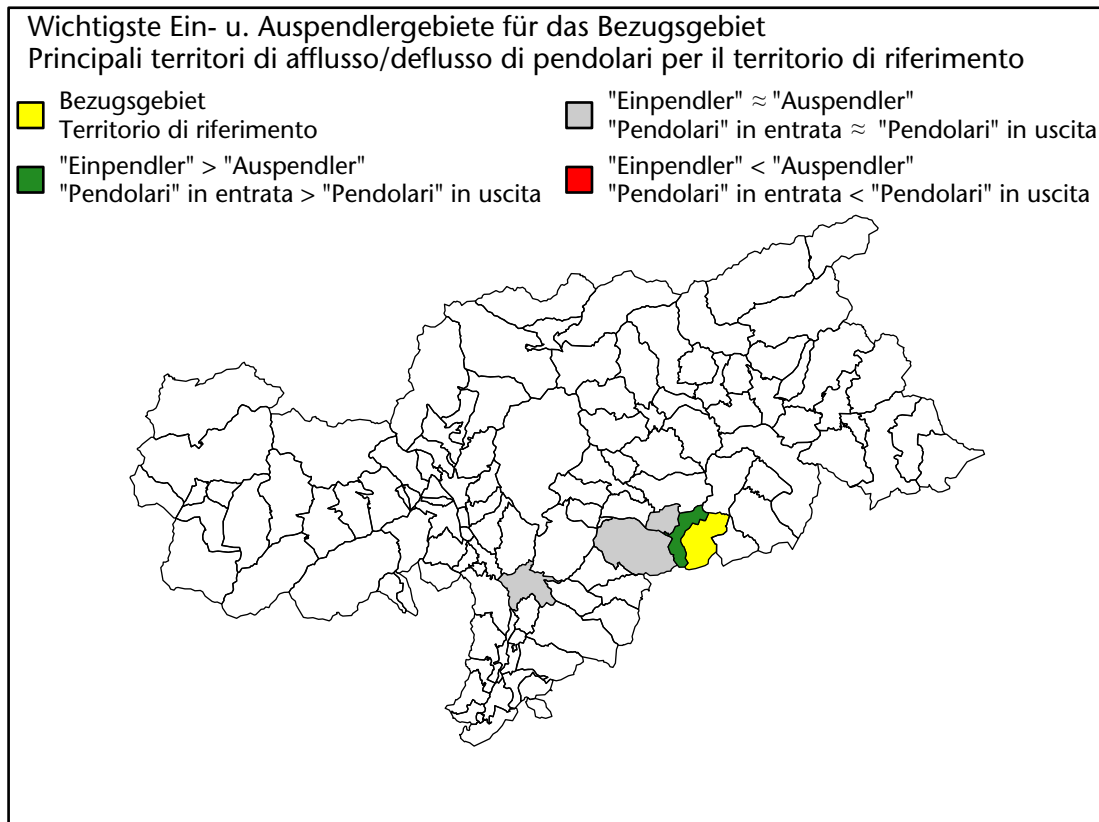 Wichtigste Ein- u. Auspendlergebiete für das Bezugsgebiet
Principali territori di afflusso/deflusso di pendolari per il territorio di riferimento
Bezugsgebiet
Territorio di riferimento
"Einpendler" > "Auspendler"
"Pendolari" in entrata > "Pendolari" in uscita
"Einpendler" ≈ "Auspendler"
"Pendolari" in entrata ≈ "Pendolari" in uscita
"Einpendler" < "Auspendler"
"Pendolari" in entrata < "Pendolari" in uscita